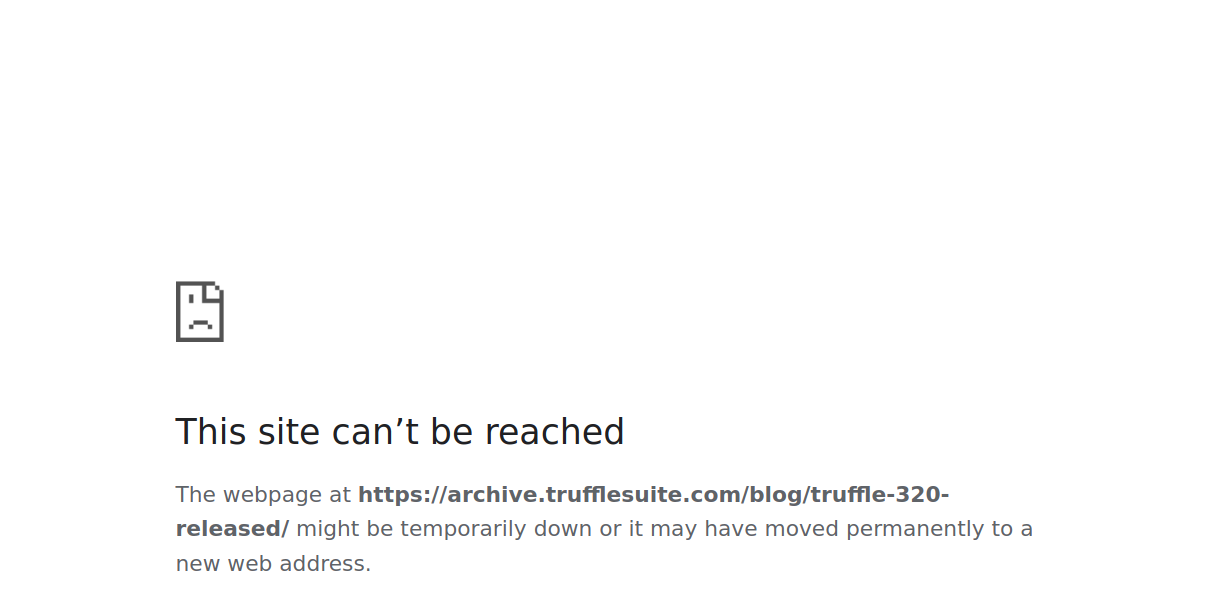 This site can’t be reached
The webpage at https://archive.trufflesuite.com/blog/truffle-320-
released/ might be temporarily down or it may have moved permanently to a
new web address.